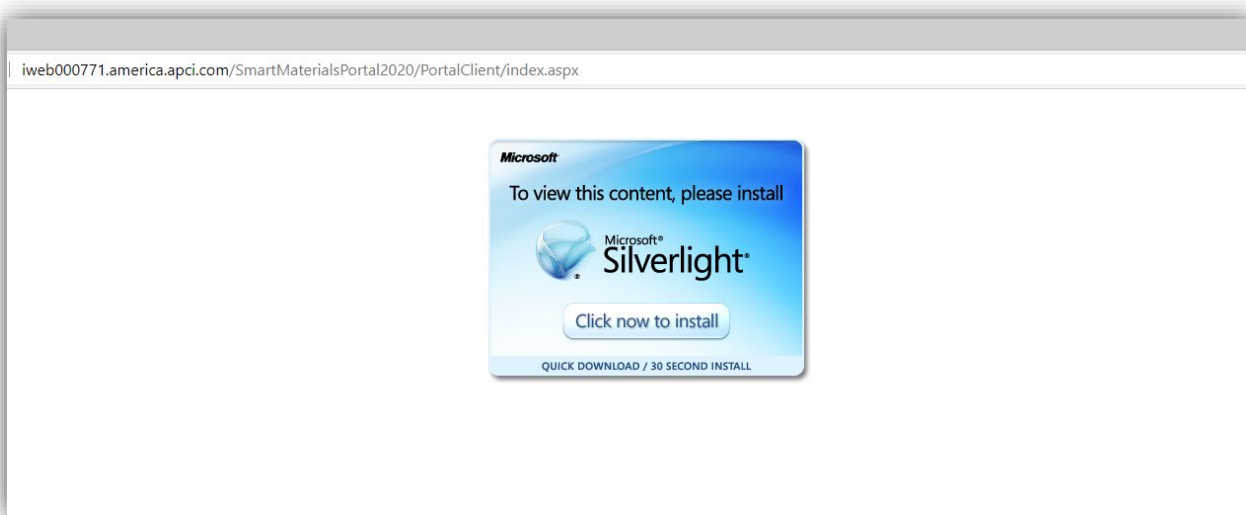 iweb000771.america.apci.com/SmartMaterialsPortal2020/PortalClient/index.aspx
Microsoft
To view this content, please install
Microsoft®
Silverlight®
®
Click now to install
QUICK DOWNLOAD / 30 SECOND INSTALL